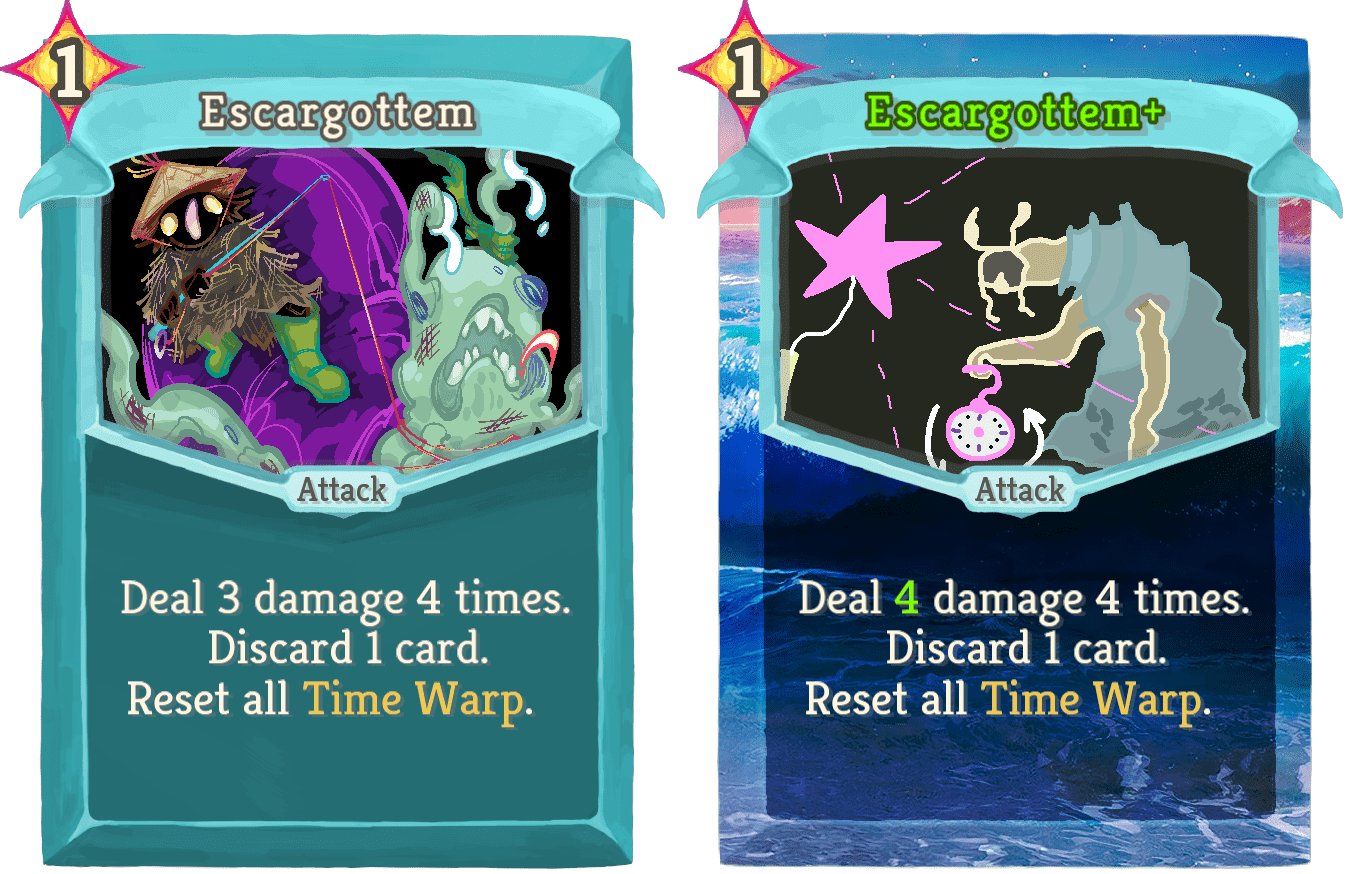 1
Escargottem
Attack
Deal 3 damage 4 times.
Discard 1 card.
Reset all Time Warp.
1
Escargottem+
Attack
Deal 4 damage 4 times.
Discard 1 card.
Reset all Time Warp.